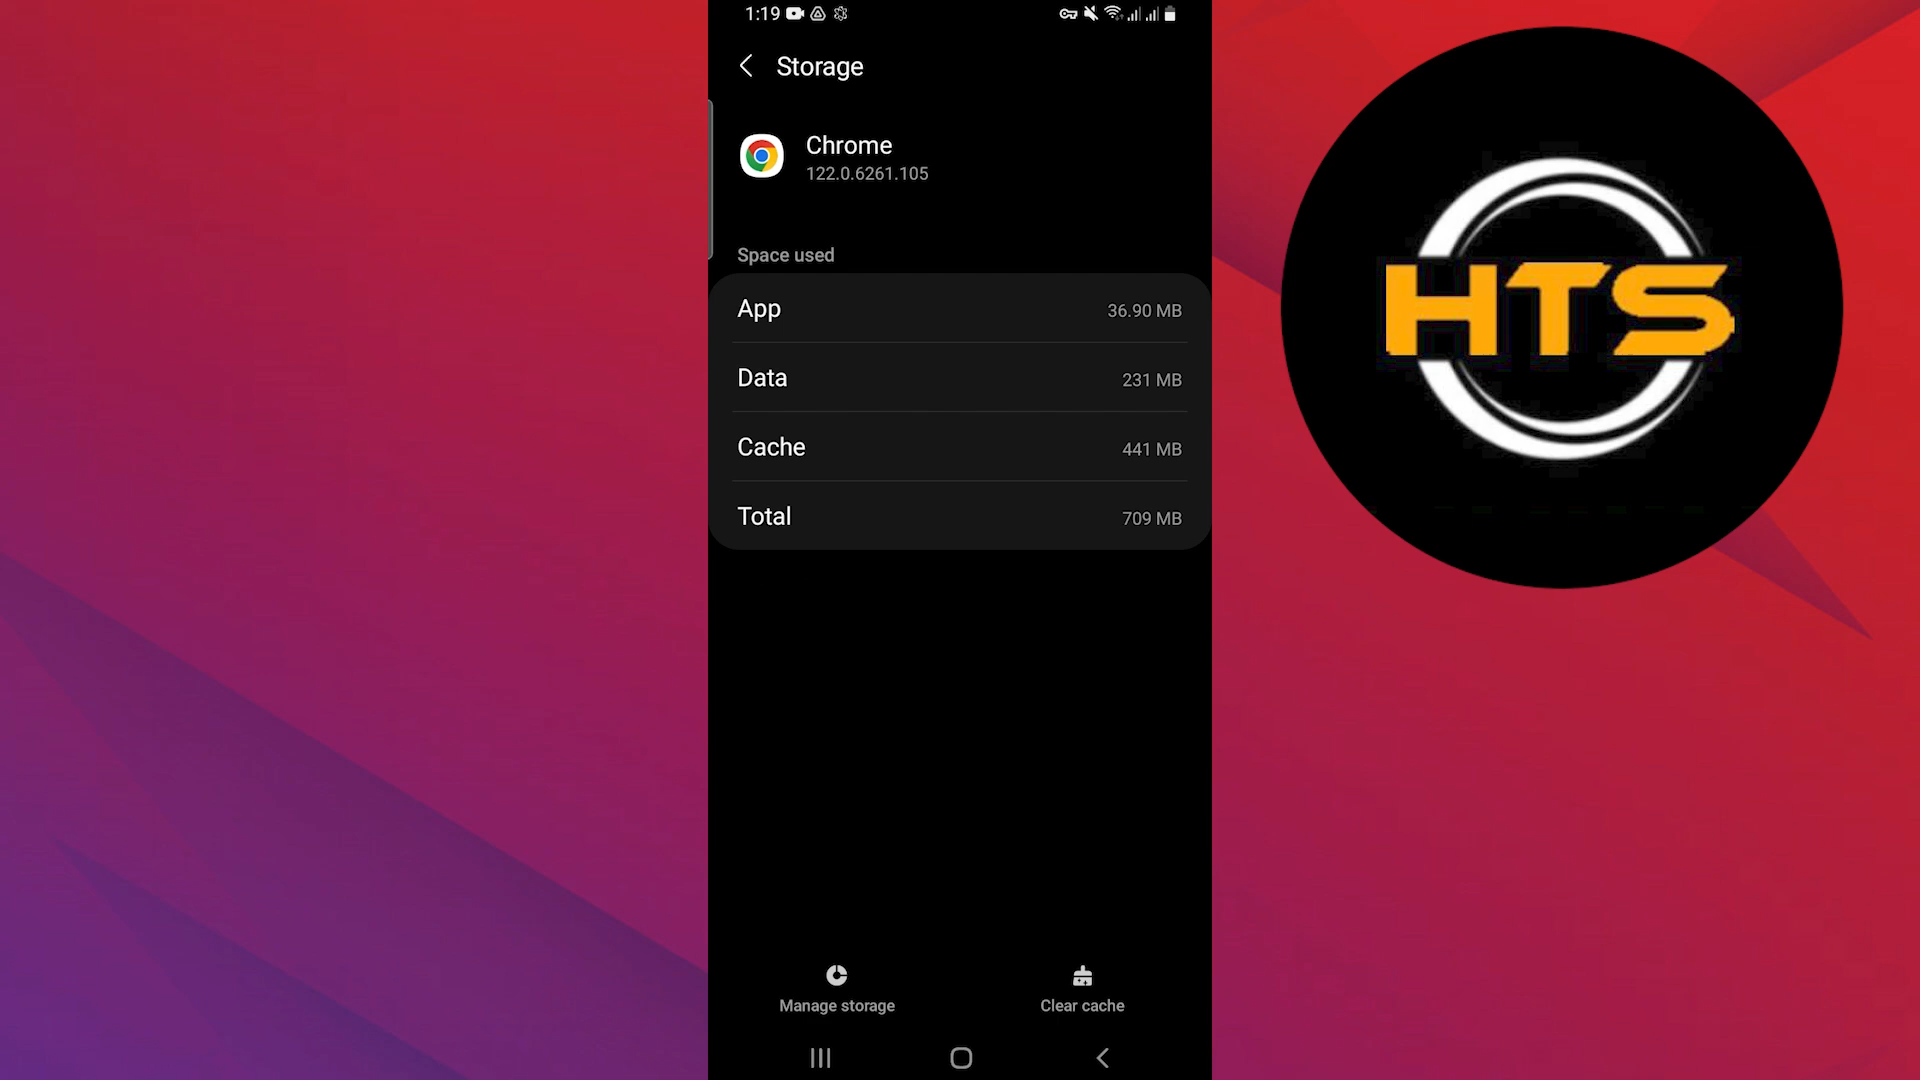 1:19
Storage
Chrome
122.0.6261.105
Space used
App 36.90 MB
Data 231 MB
Cache 441 MB
Total 709 MB
Manage storage Clear cache
HTS